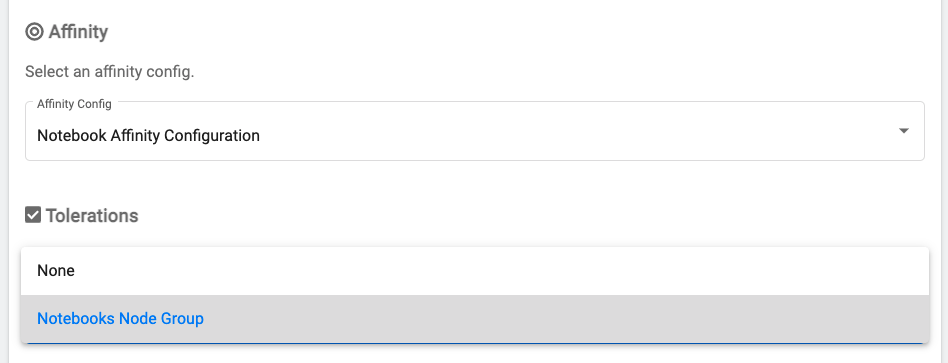 Affinity
Select an affinity config.
Affinity Config
Notebook Affinity Configuration
Tolerations
None
Notebooks Node Group